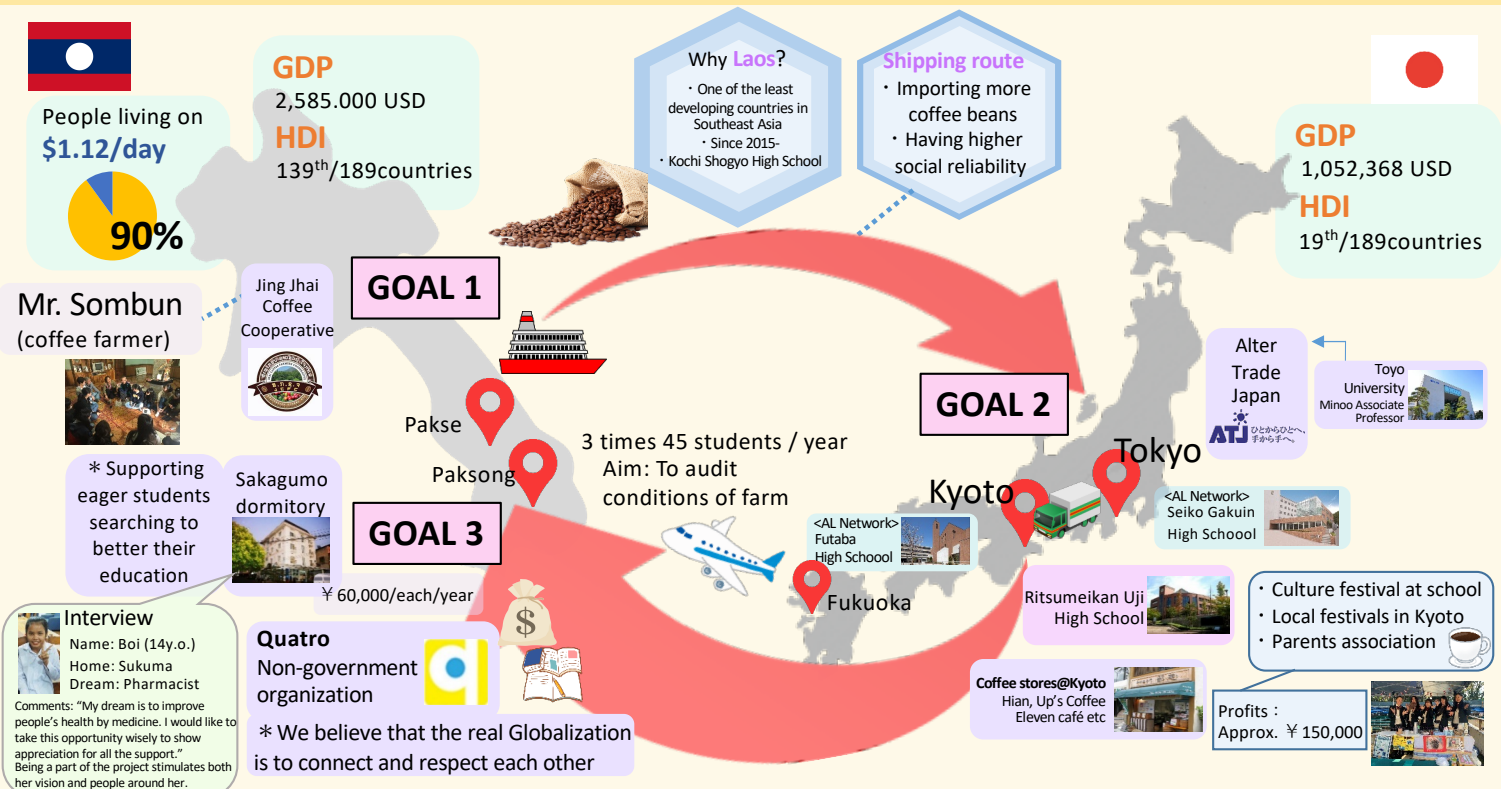 GDP
2,585.000 USD
HDI
139th/189countries
People living on
$1.12/day
90%
Why Laos?
・One of the least
developing countries in
Southeast Asia
・Since 2015-
・Kochi Shogyo High School
Shipping route
・Importing more
coffee beans
・Having higher
social reliability
GDP
1,052,368 USD
HDI
19th/189countries
Mr. Sombun
(coffee farmer)
Jing Jhai
Coffee
Cooperative
GOAL 1
GOAL 2
Alter
Trade
Japan
ATJ
ひとからひとへ、
手から手へ。
Toyo
University
Minoo Associate
Professor
Pakse
Paksong
3 times 45 students / year
Aim: To audit
conditions of farm
Tokyo
Kyoto
Fukuoka
<AL Network>
Futaba
High Schoool
<AL Network>
Seiko Gakuin
High Schoool
＊Supporting
eager students
searching to
better their
education
Sakagumo
dormitory
GOAL 3
￥60,000/each/year
$
Interview
Name: Boi (14y.o.)
Home: Sukuma
Dream: Pharmacist
Comments: “My dream is to improve
people’s health by medicine. I would like to
take this opportunity wisely to show
appreciation for all the support.”
Being a part of the project stimulates both
her vision and people around her.
Quatro
Non-government
organization
＊We believe that the real Globalization
is to connect and respect each other
Ritsumeikan Uji
High School
Coffee stores@Kyoto
Hian, Up’s Coffee
Eleven café etc
・Culture festival at school
・Local festivals in Kyoto
・Parents association
Profits：
Approx. ￥150,000